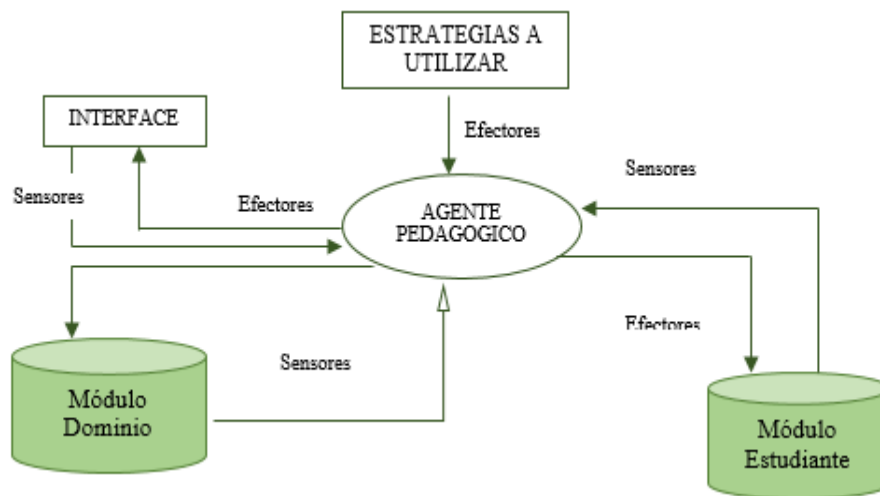 ESTRATEGIAS A
UTILIZAR
INTERFACE
Efectores
Sensores
Sensores
Efectores
AGENTE
PEDAGOGICO
Efectores
Sensores
Módulo
Dominio
Módulo
Estudiante